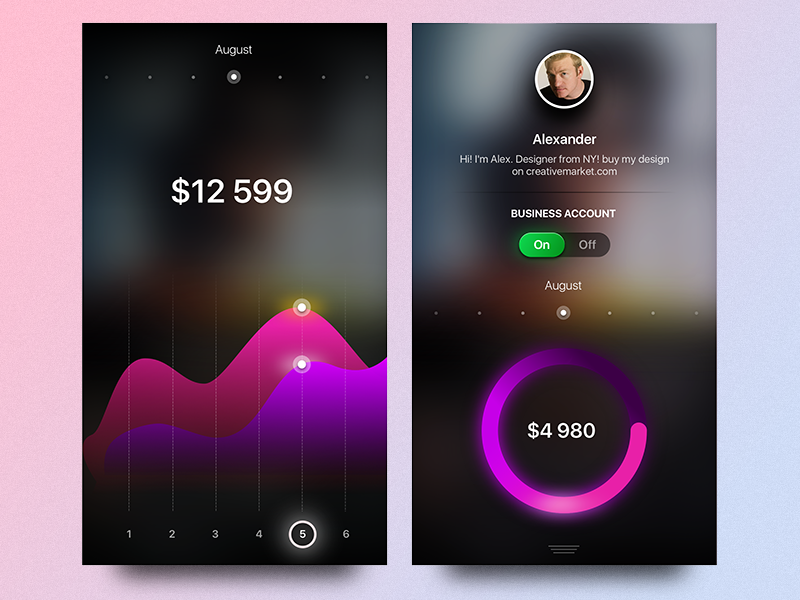 August
$12 599
1 2 3 4 5 6
Alexander
Hi! I'm Alex. Designer from NY! buy my design
on creativemarket.com
BUSINESS ACCOUNT
On Off
August
$4 980